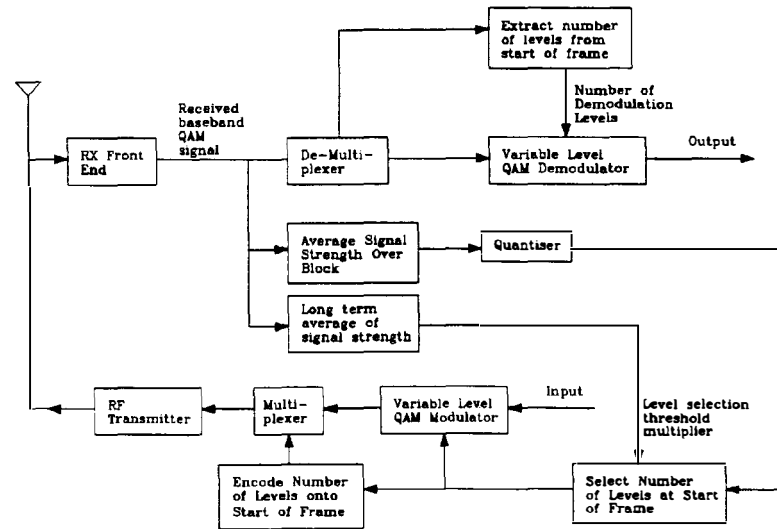 Extract number
of levels from
start of frame
Number of
Demodulation
Levels
Received
baseband
QAM
signal
RX Front
End
De-Multi-
plexer
Variable Level
QAM Demodulator
Output
Average Signal
Strength Over
Block
Quantiser
Long term
average of
signal strength
RF
Transmitter
Multi-
plexer
Variable Level
QAM Modulator
Input
Level selection
threshold
multiplier
Encode Number
of Levels onto
Start of Frame
Select Number
of Levels at Start
of Frame